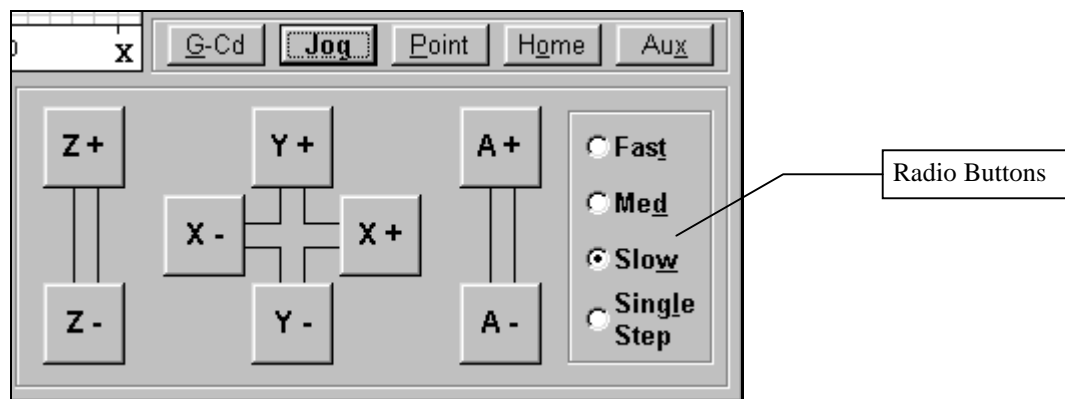 X
G-Cd Jog Point Home Aux
Z + Y + A +
Fast
Med
X - X +
Slow
Z - Y - A -
Single
Step
Radio Buttons